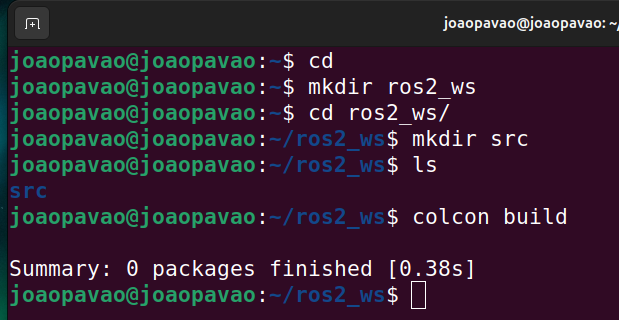 joaopavao@joaopavao: ~/
joaopavao@joaopavao:~$ cd
joaopavao@joaopavao:~$ mkdir ros2_ws
joaopavao@joaopavao:~$ cd ros2_ws/
joaopavao@joaopavao:~/ros2_ws$ mkdir src
joaopavao@joaopavao:~/ros2_ws$ ls
src
joaopavao@joaopavao:~/ros2_ws$ colcon build
Summary: 0 packages finished [0.38s]
joaopavao@joaopavao:~/ros2_ws$